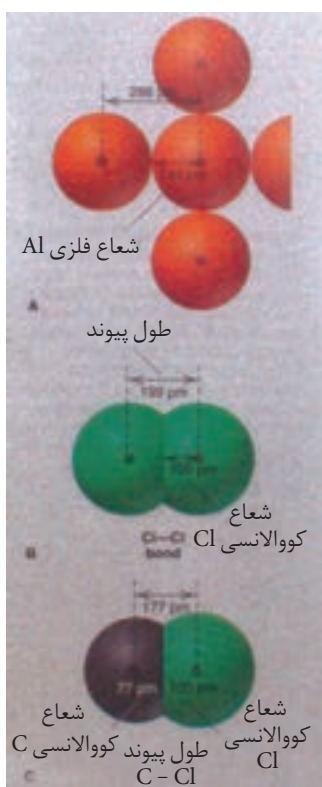 شعاع فلزی Al
A
طول پیوند
199 pm
100 pm
شعاع
کووالانسی Cl
Cl—Cl
bond
B
177 pm
77 pm
100 pm
شعاع
کووالانسی C
طول پیوند
C – Cl
شعاع
کووالانسی
Cl
C